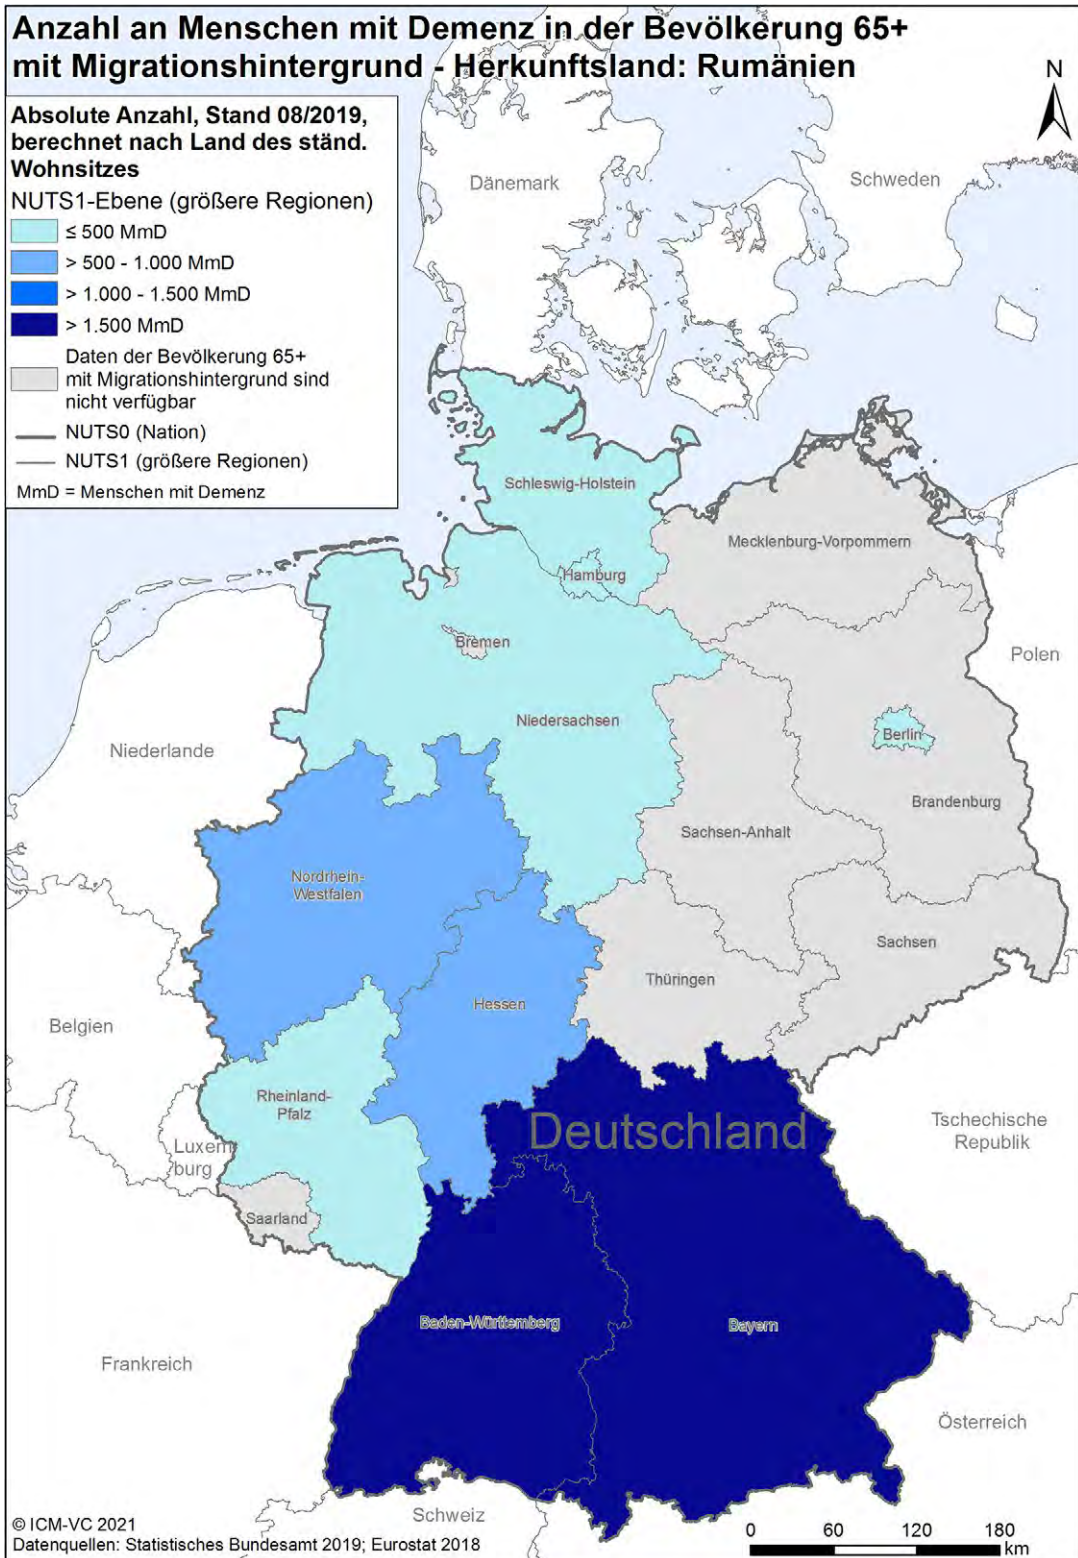 Anzahl an Menschen mit Demenz in der Bevölkerung 65+
mit Migrationshintergrund - Herkunftsland: Rumänien
Absolute Anzahl, Stand 08/2019,
berechnet nach Land des ständ.
Wohnsitzes
NUTS1-Ebene (größere Regionen)
≤ 500 MmD
> 500 - 1.000 MmD
> 1.000 - 1.500 MmD
> 1.500 MmD
Daten der Bevölkerung 65+
mit Migrationshintergrund sind
nicht verfügbar
NUTS0 (Nation)
NUTS1 (größere Regionen)
MmD = Menschen mit Demenz
N
Dänemark
Schweden
Schleswig-Holstein
Mecklenburg-Vorpommern
Hamburg
Bremen
Polen
Niedersachsen
Berlin
Niederlande
Brandenburg
Sachsen-Anhalt
Nordrhein-
Westfalen
Sachsen
Thüringen
Hessen
Belgien
Rheinland-
Pfalz
Deutschland
Tschechische
Republik
Luxem-
burg
Saarland
Baden-Württemberg
Bayern
Frankreich
Österreich
Schweiz
© ICM-VC 2021
Datenquellen: Statistisches Bundesamt 2019; Eurostat 2018
0 60 120 180
km